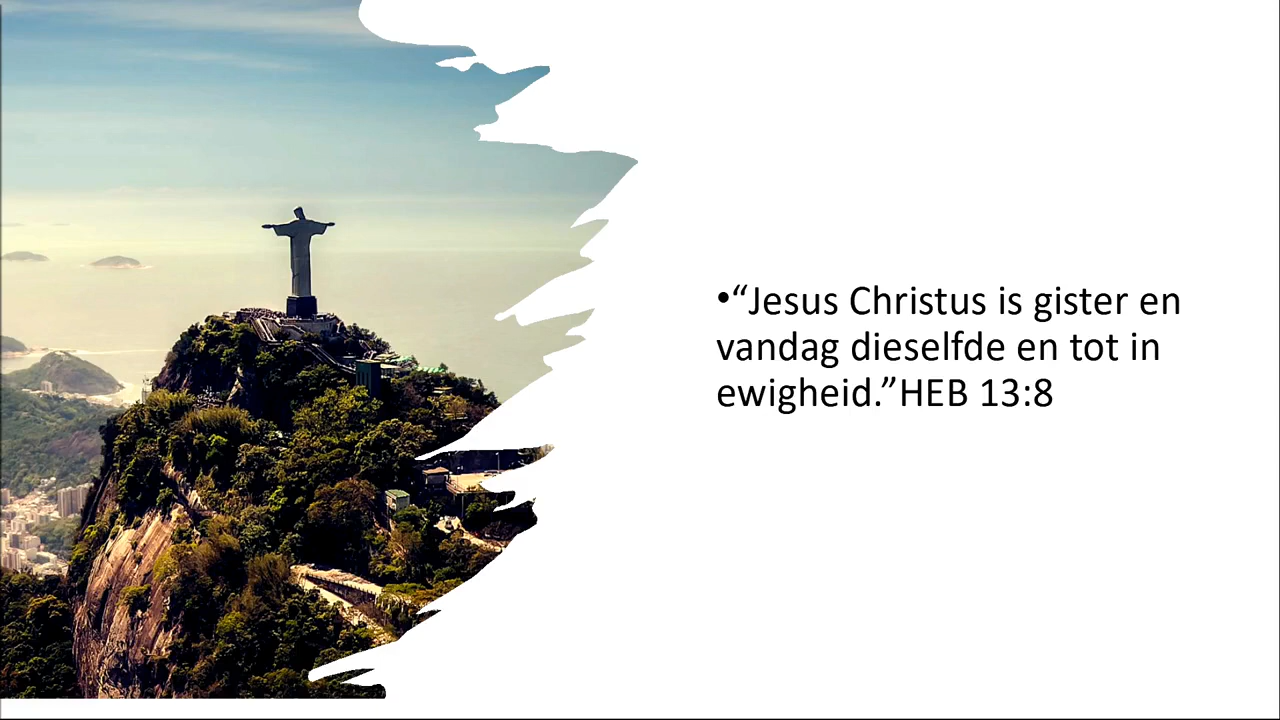 •“Jesus Christus is gister en
vandag dieselfde en tot in
ewigheid.”HEB 13:8